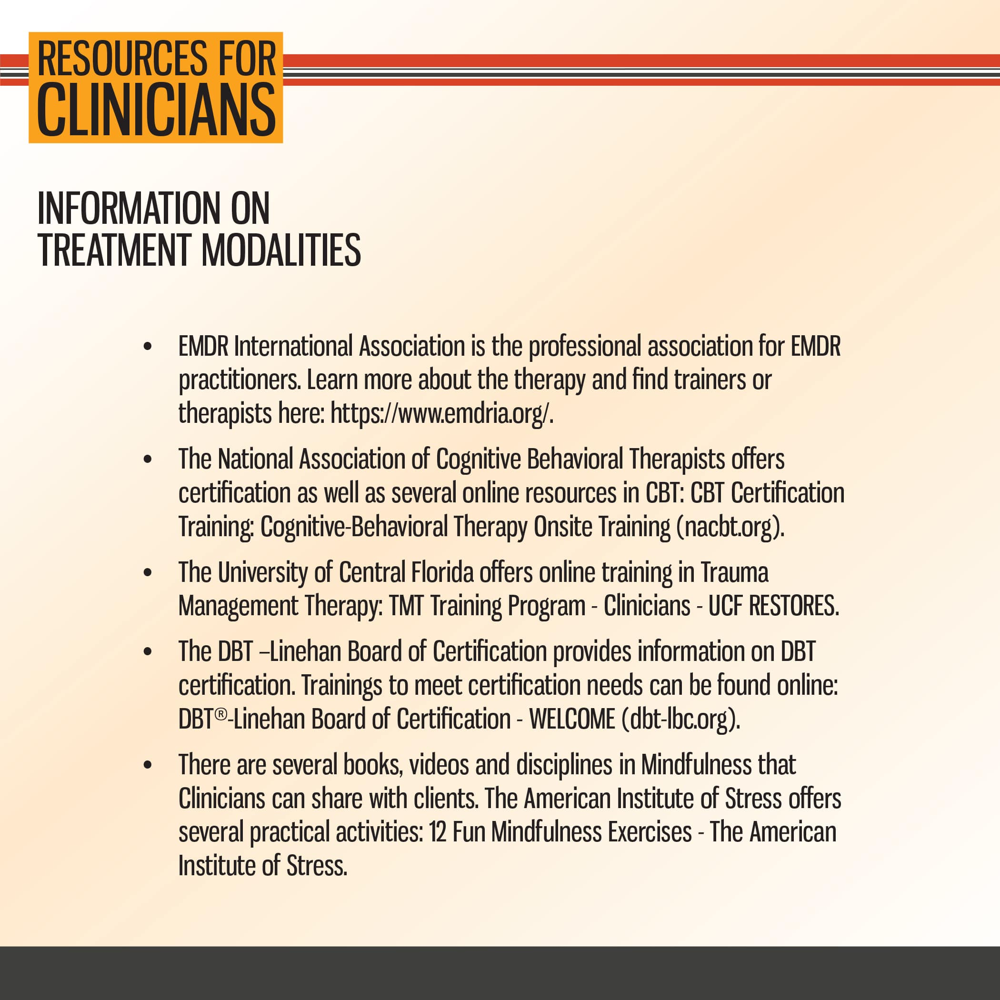 RESOURCES FOR
CLINICIANS
INFORMATION ON
TREATMENT MODALITIES
• EMDR International Association is the professional association for EMDR
practitioners. Learn more about the therapy and find trainers or
therapists here: https://www.emdria.org/.
• The National Association of Cognitive Behavioral Therapists offers
certification as well as several online resources in CBT: CBT Certification
Training: Cognitive-Behavioral Therapy Onsite Training (nacbt.org).
• The University of Central Florida offers online training in Trauma
Management Therapy: TMT Training Program - Clinicians - UCF RESTORES.
• The DBT –Linehan Board of Certification provides information on DBT
certification. Trainings to meet certification needs can be found online:
DBT®-Linehan Board of Certification - WELCOME (dbt-lbc.org).
• There are several books, videos and disciplines in Mindfulness that
Clinicians can share with clients. The American Institute of Stress offers
several practical activities: 12 Fun Mindfulness Exercises - The American
Institute of Stress.